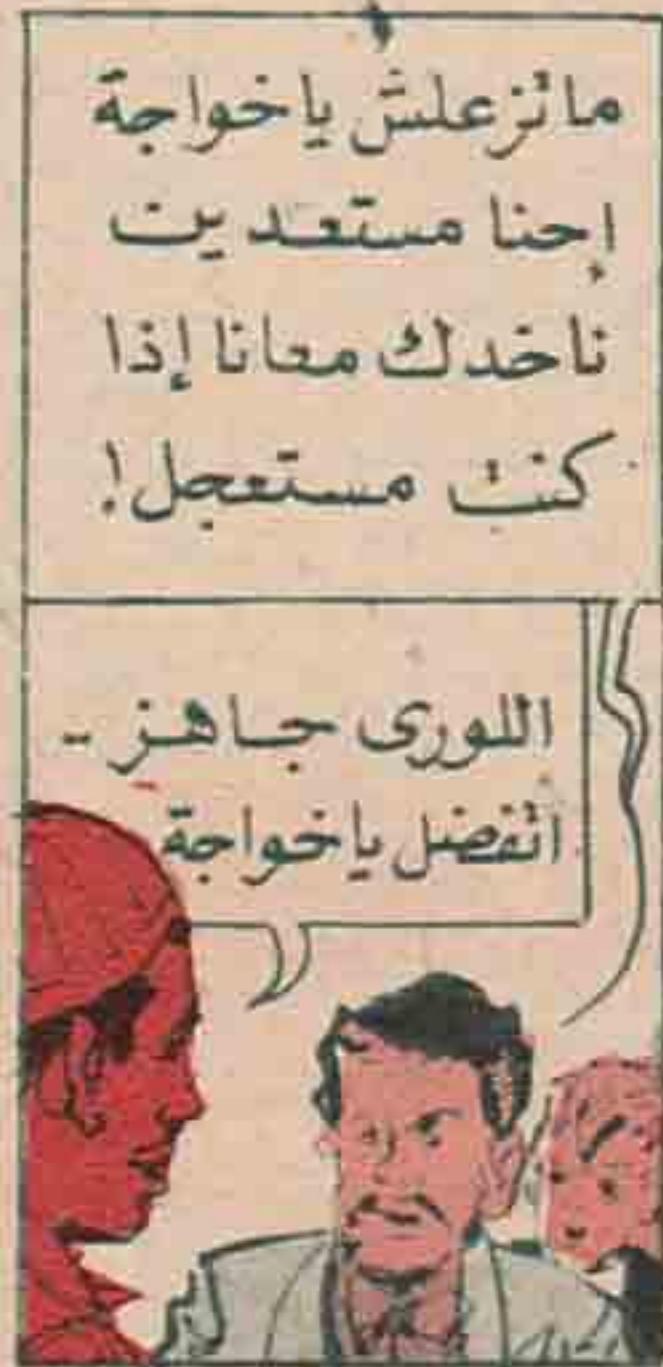 ماتزعلش ياخواجة
إحنا مستعدين
ناخدك معانا إذا
كنت مستعجل!
اللورى جاهز -
اتفضل ياخواجة